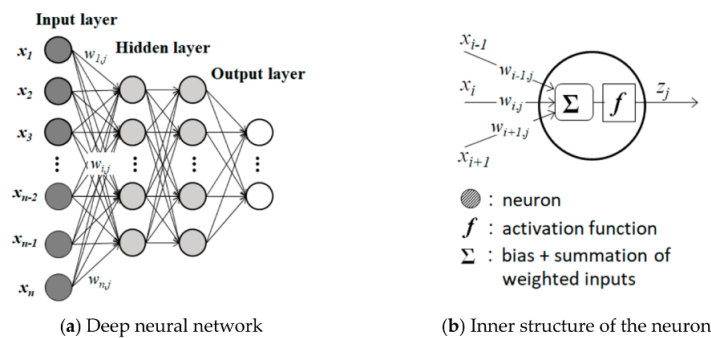 Input layer
Hidden layer
Output layer
x1
x2
x3
xn-2
xn-1
xn
w1,j
wi,j
wn,j
(a) Deep neural network
xi-1
xi
xi+1
wi-1,j
wi,j
wi+1,j
Σ
f
zj
: neuron
f : activation function
Σ : bias + summation of
weighted inputs
(b) Inner structure of the neuron